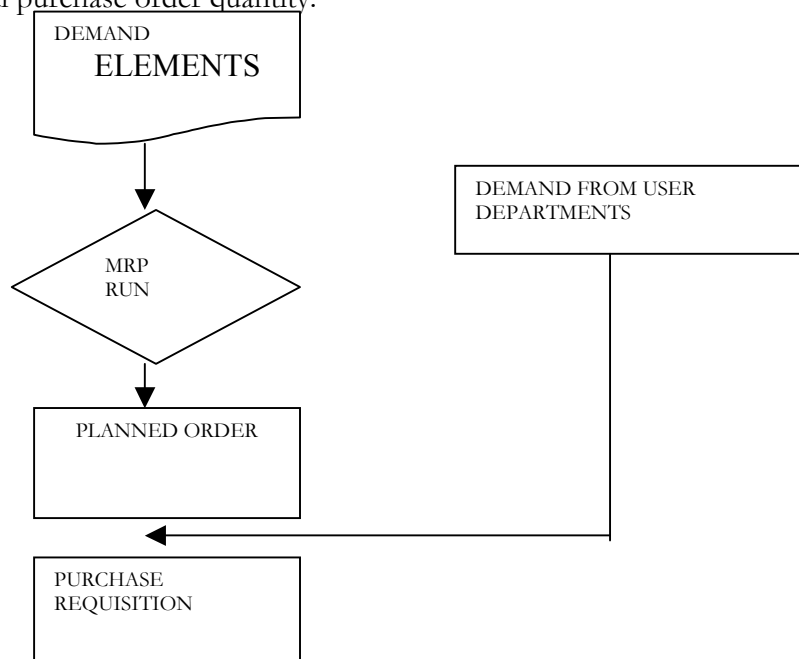 purchase order quantity.
DEMAND
ELEMENTS
DEMAND FROM USER
DEPARTMENTS
MRP
RUN
PLANNED ORDER
PURCHASE
REQUISITION